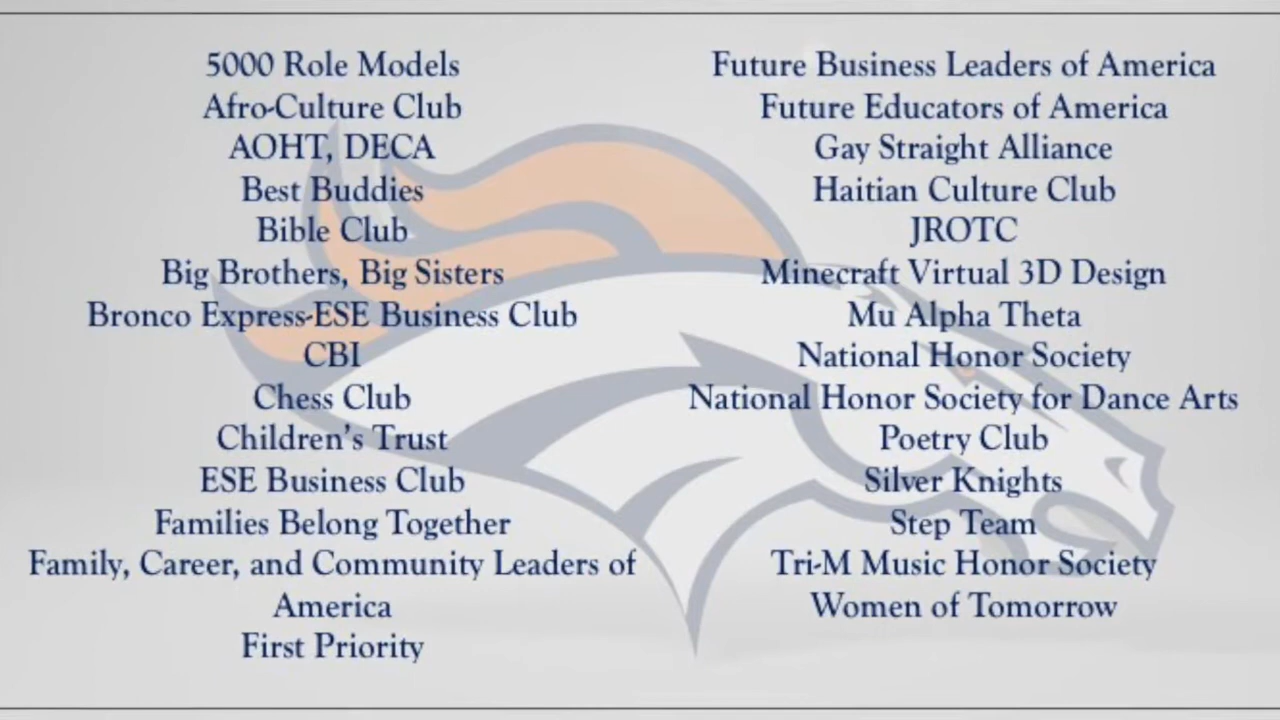 5000 Role Models
Afro-Culture Club
AOHT, DECA
Best Buddies
Bible Club
Big Brothers, Big Sisters
Bronco Express-ESE Business Club
CBI
Chess Club
Children's Trust
ESE Business Club
Families Belong Together
Family, Career, and Community Leaders of
America
First Priority
Future Business Leaders of America
Future Educators of America
Gay Straight Alliance
Haitian Culture Club
JROTC
Minecraft Virtual 3D Design
Mu Alpha Theta
National Honor Society
National Honor Society for Dance Arts
Poetry Club
Silver Knights
Step Team
Tri-M Music Honor Society
Women of Tomorrow